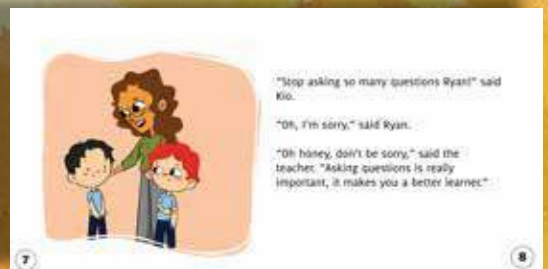 "Stop asking so many questions Ryan!" said
Kio.
"Oh, I'm sorry," said Ryan.
"Oh honey, don't be sorry," said the
teacher. "Asking questions is really
important, it makes you a better learner."
7
8